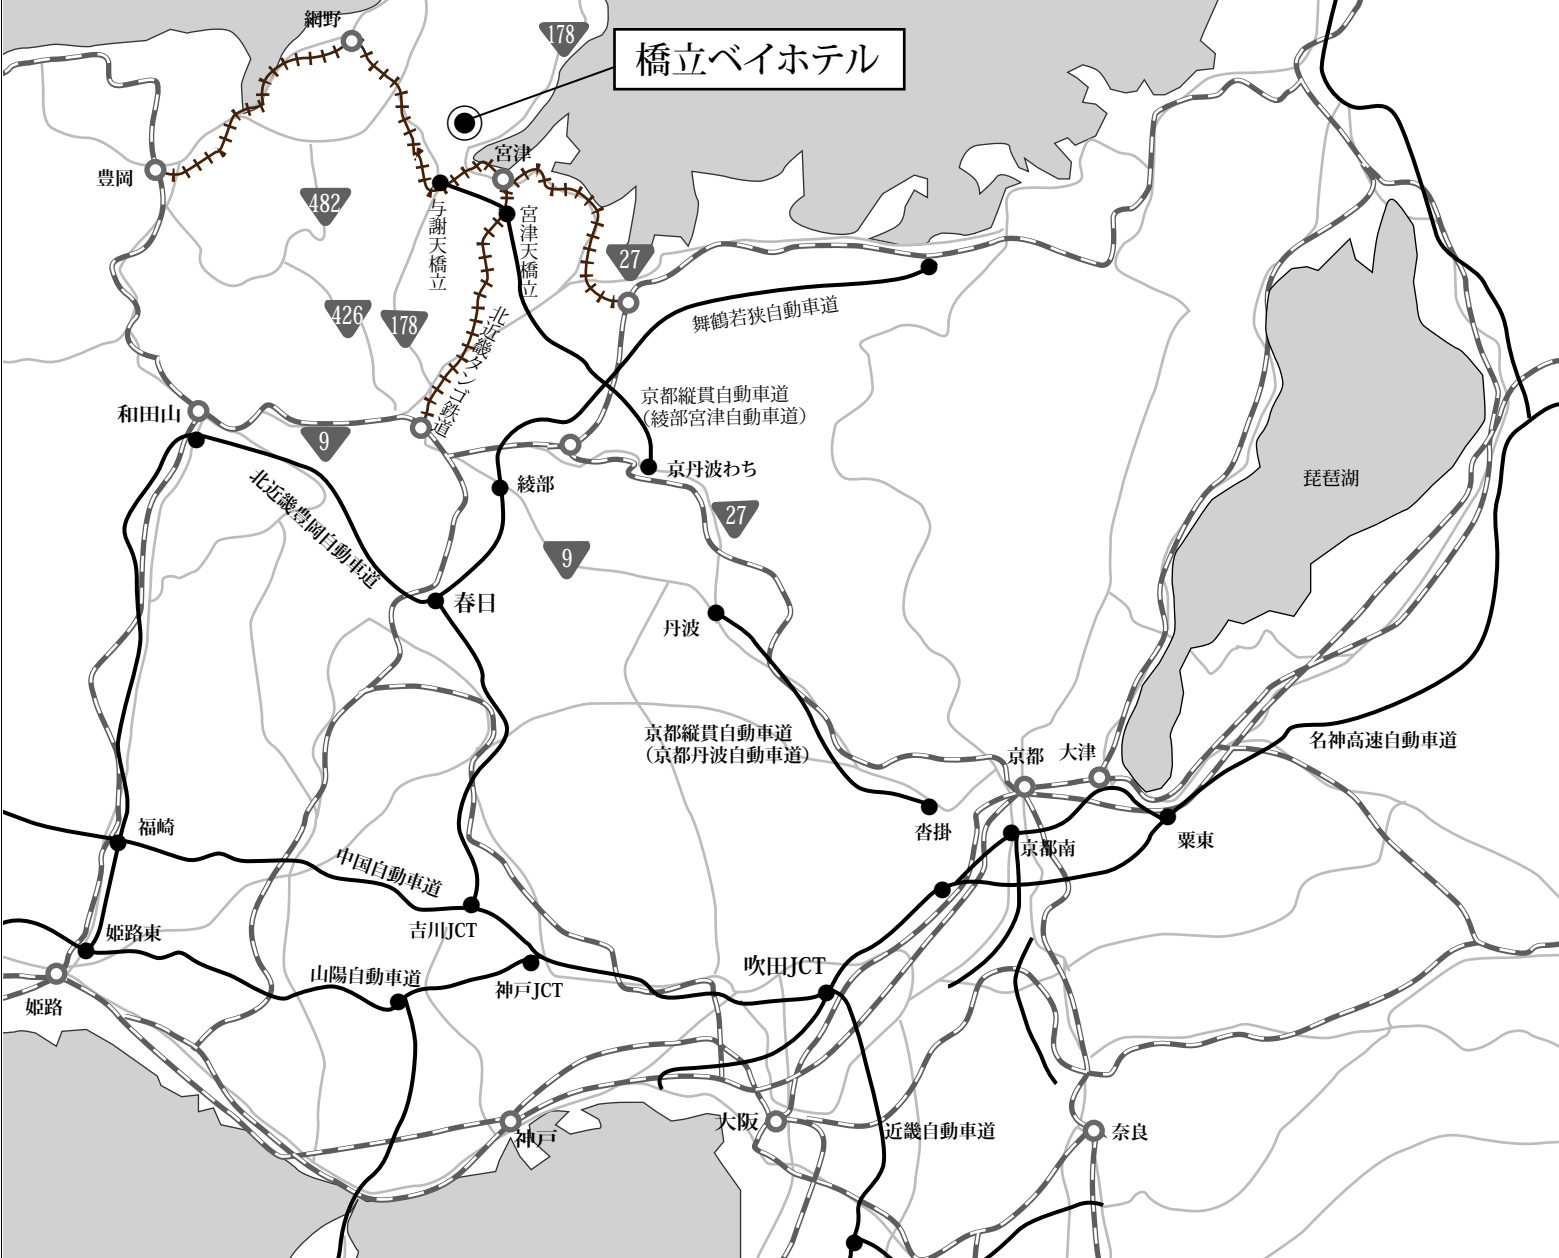 網野
178
橋立ベイホテル
豊岡
宮津
482
与謝天橋立
宮津天橋立
27
426
178
北近畿タンゴ鉄道
舞鶴若狭自動車道
京都縦貫自動車道
（綾部宮津自動車道）
和田山
9
京丹波わち
綾部
北近畿豊岡自動車道
琵琶湖
27
9
春日
丹波
京都縦貫自動車道
（京都丹波自動車道）
名神高速自動車道
京都
大津
福崎
沓掛
京都南
栗東
中国自動車道
姫路東
吉川JCT
山陽自動車道
神戸JCT
吹田JCT
姫路
大阪
神戸
近畿自動車道
奈良